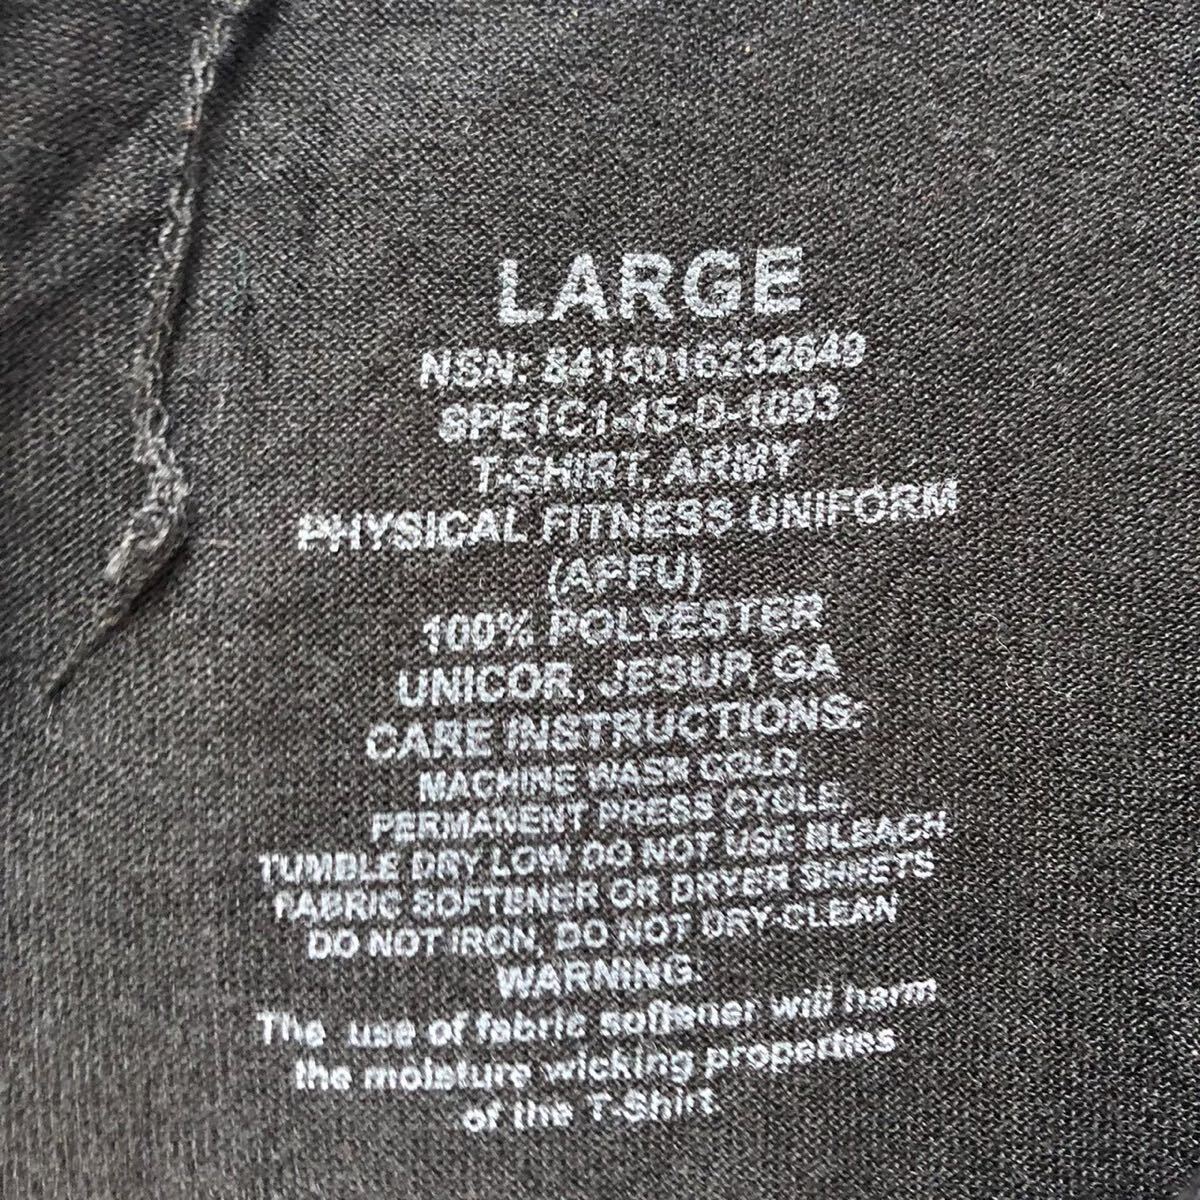 LARGE
NSN: 8415016232649
SPE1C1-15-D-1093
T-SHIRT, ARMY
PHYSICAL FITNESS UNIFORM
(APFU)
100% POLYESTER
UNICOR, JESUP, GA
CARE INSTRUCTIONS:
MACHINE WASH COLD,
PERMANENT PRESS CYCLE,
TUMBLE DRY LOW DO NOT USE BLEACH,
FABRIC SOFTENER OR DRYER SHEETS
DO NOT IRON, DO NOT DRY-CLEAN
WARNING:
The use of fabric softener will harm
the moisture wicking properties
of the T-Shirt.